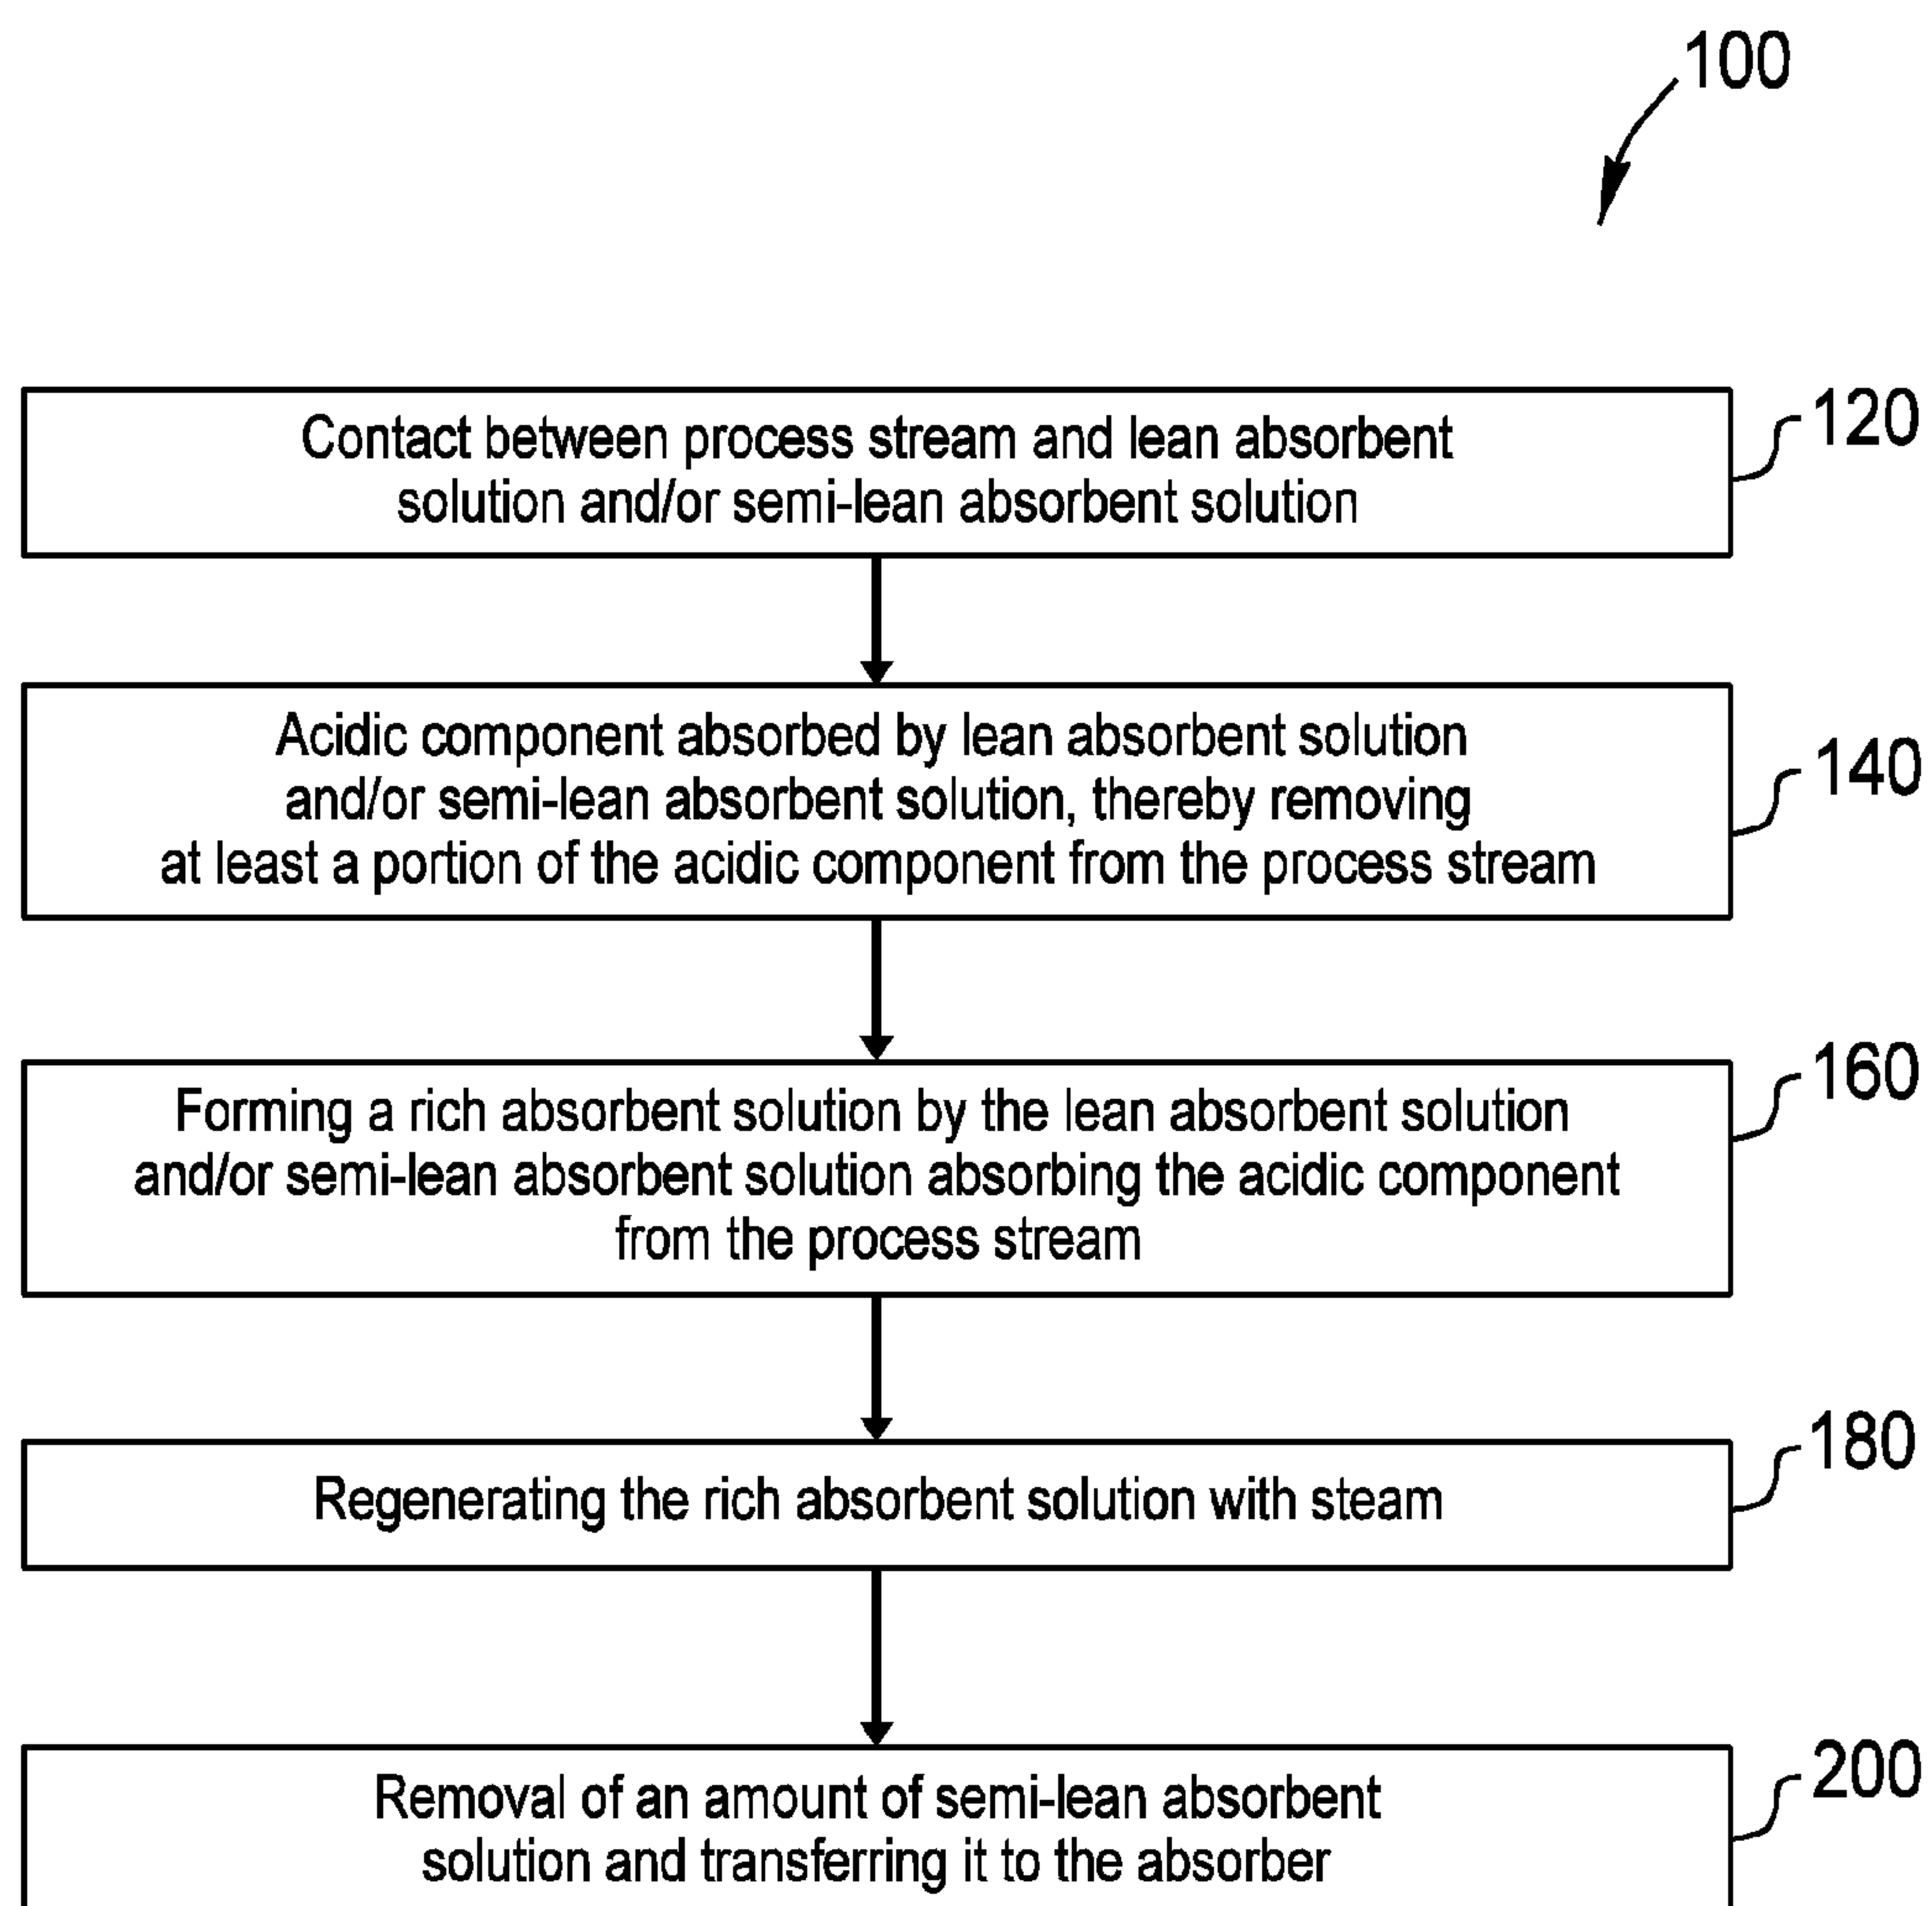 100
Contact between process stream and lean absorbent
solution and/or semi-lean absorbent solution
120
Acidic component absorbed by lean absorbent solution
and/or semi-lean absorbent solution, thereby removing
at least a portion of the acidic component from the process stream
140
Forming a rich absorbent solution by the lean absorbent solution
and/or semi-lean absorbent solution absorbing the acidic component
from the process stream
160
Regenerating the rich absorbent solution with steam
180
Removal of an amount of semi-lean absorbent
solution and transferring it to the absorber
200